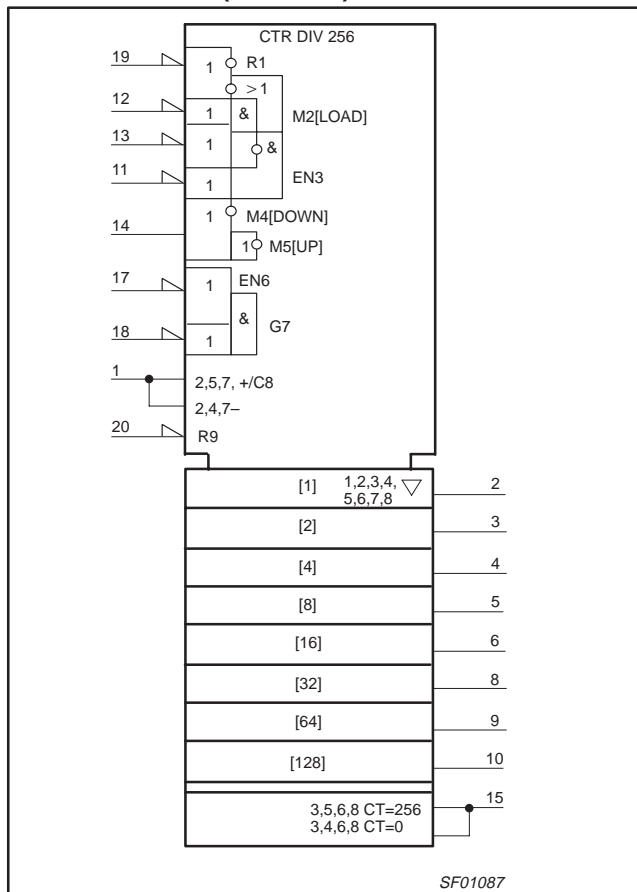 CTR DIV 256
19 1 R1
>1
12 1 & M2[LOAD]
13 1 &
11 1 EN3
1 M4[DOWN]
14
1 M5[UP]
17 1 EN6
& G7
18 1
1 2,5,7, +/C8
2,4,7–
20 R9
[1] 1,2,3,4, 2
5,6,7,8
[2] 3
[4] 4
[8] 5
[16] 6
[32] 8
[64] 9
[128] 10
3,5,6,8 CT=256 15
3,4,6,8 CT=0
SF01087